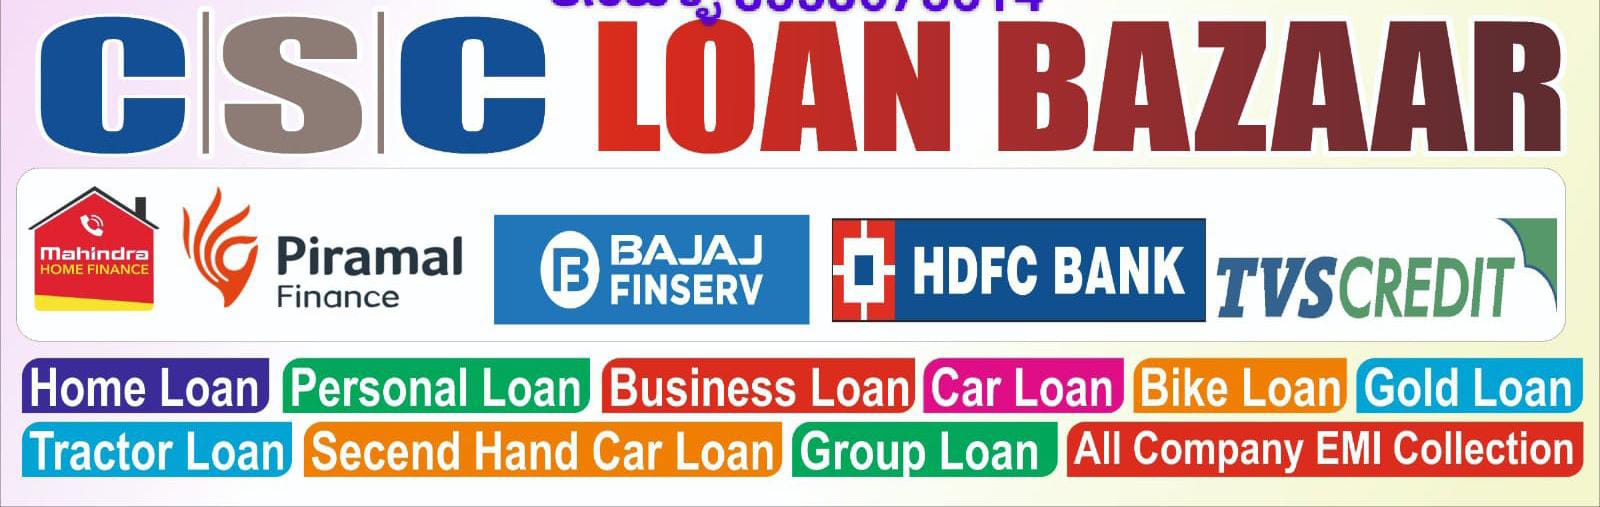 CSC LOAN BAZAAR
Mahindra
HOME FINANCE
Piramal
Finance
BAJAJ
FINSERV
HDFC BANK
TVS CREDIT
Home Loan Personal Loan Business Loan Car Loan Bike Loan Gold Loan
Tractor Loan Secend Hand Car Loan Group Loan All Company EMI Collection